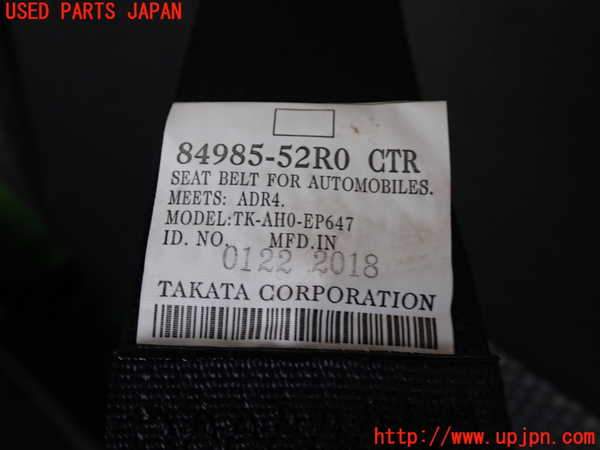 USED PARTS JAPAN
84985-52R0 CTR
SEAT BELT FOR AUTOMOBILES.
MEETS: ADR4.
MODEL:TK-AH0-EP647
ID. NO. MFD.IN
0122 2018
TAKATA CORPORATION
http://www.upjpn.com/